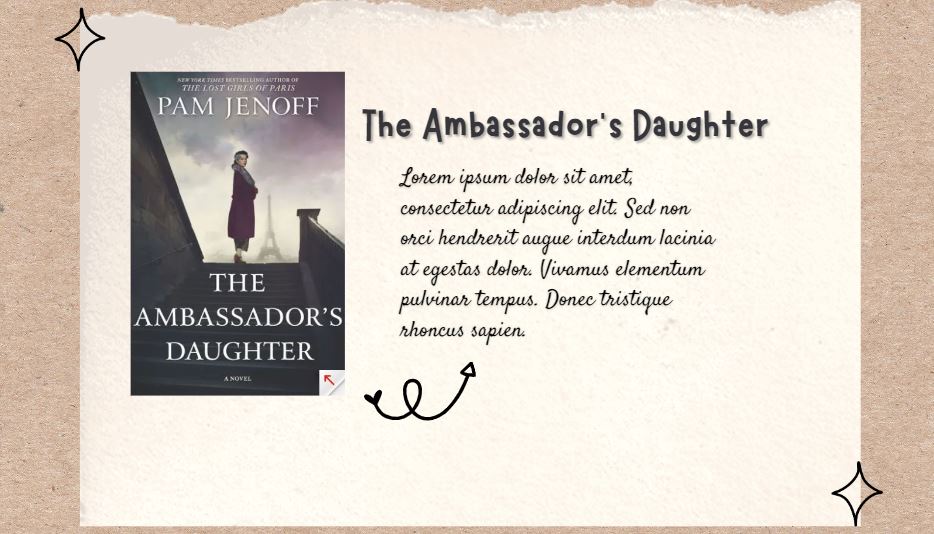 NEW YORK TIMES BESTSELLING AUTHOR OF
THE LOST GIRLS OF PARIS
PAM JENOFF
THE
AMBASSADOR'S
DAUGHTER
A NOVEL
The Ambassador's Daughter
Lorem ipsum dolor sit amet,
consectetur adipiscing elit. Sed non
orci hendrerit augue interdum lacinia
at egestas dolor. Vivamus elementum
pulvinar tempus. Donec tristique
rhoncus sapien.